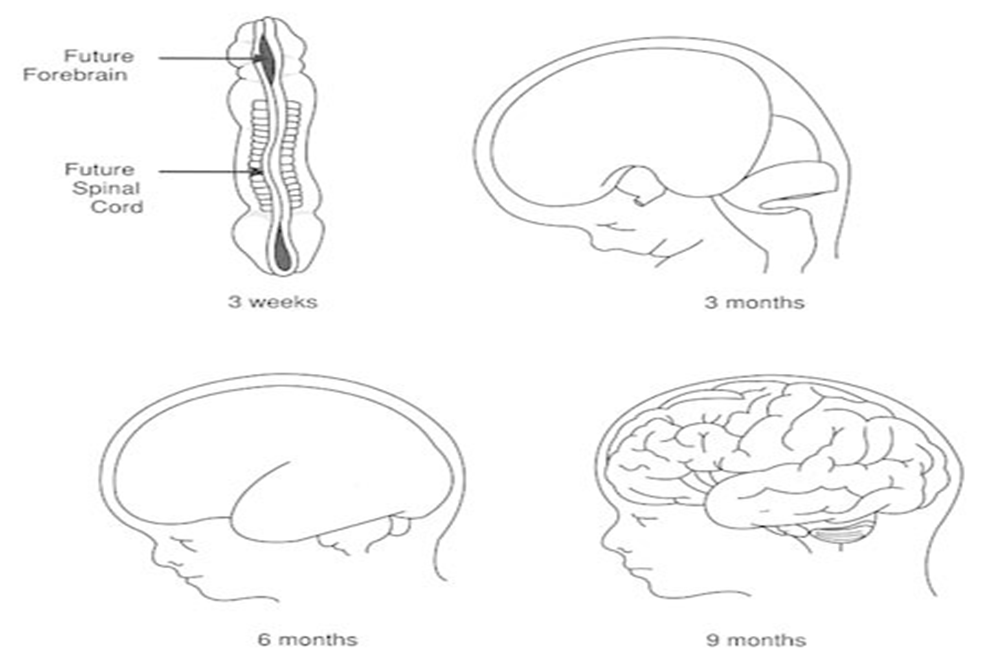 Future
Forebrain
Future
Spinal
Cord
3 weeks
3 months
6 months
9 months